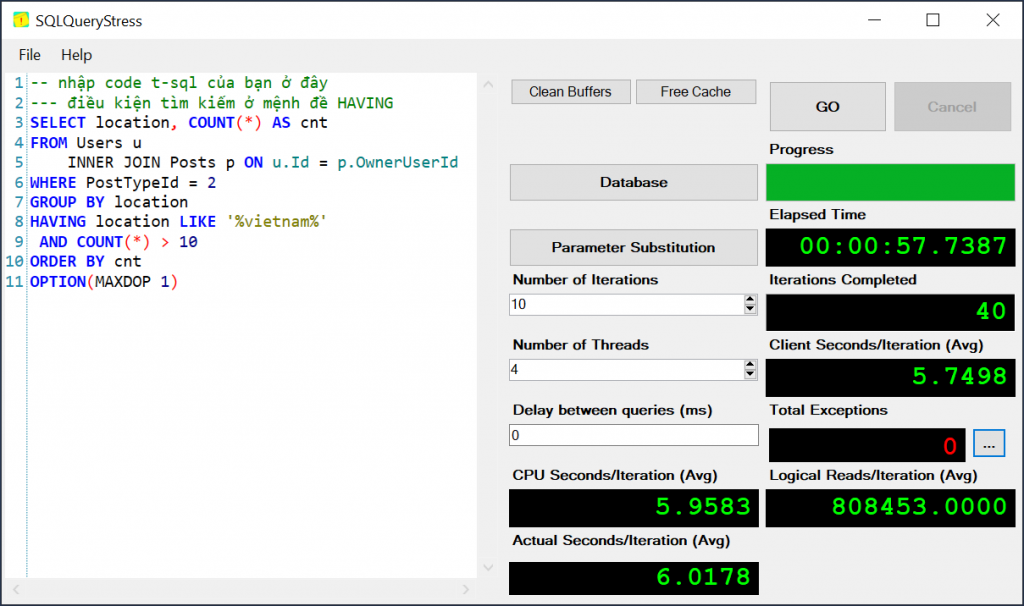 SQLQueryStress
File Help
1 -- nhập code t-sql của bạn ở đây
2 --- điều kiện tìm kiếm ở mệnh đề HAVING
3 SELECT location, COUNT(*) AS cnt
4 FROM Users u
5 INNER JOIN Posts p ON u.Id = p.OwnerUserId
6 WHERE PostTypeId = 2
7 GROUP BY location
8 HAVING location LIKE '%vietnam%'
9 AND COUNT(*) > 10
10 ORDER BY cnt
11 OPTION(MAXDOP 1)
Clean Buffers Free Cache
GO Cancel
Progress
Database
Elapsed Time
00:00:57.7387
Parameter Substitution
Number of Iterations
10
Iterations Completed
40
Number of Threads
4
Client Seconds/Iteration (Avg)
5.7498
Delay between queries (ms)
0
Total Exceptions
0 ...
CPU Seconds/Iteration (Avg)
5.9583
Logical Reads/Iteration (Avg)
808453.0000
Actual Seconds/Iteration (Avg)
6.0178